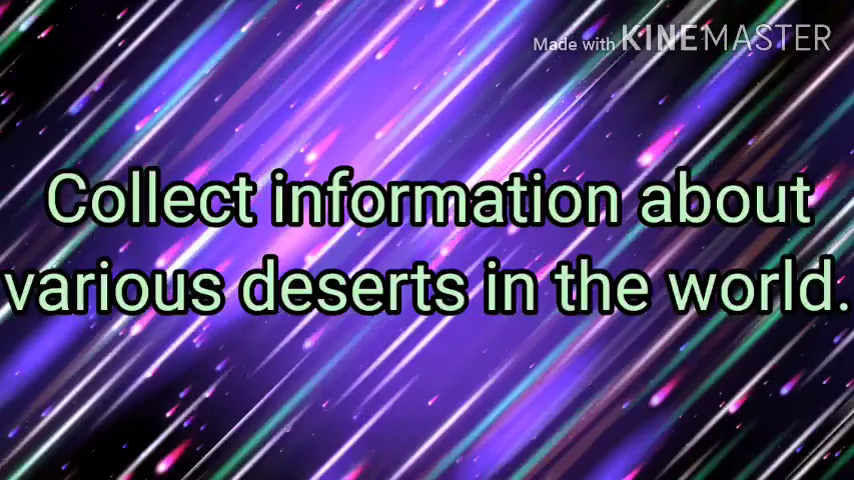 Made with KINEMASTER
Collect information about
various deserts in the world.